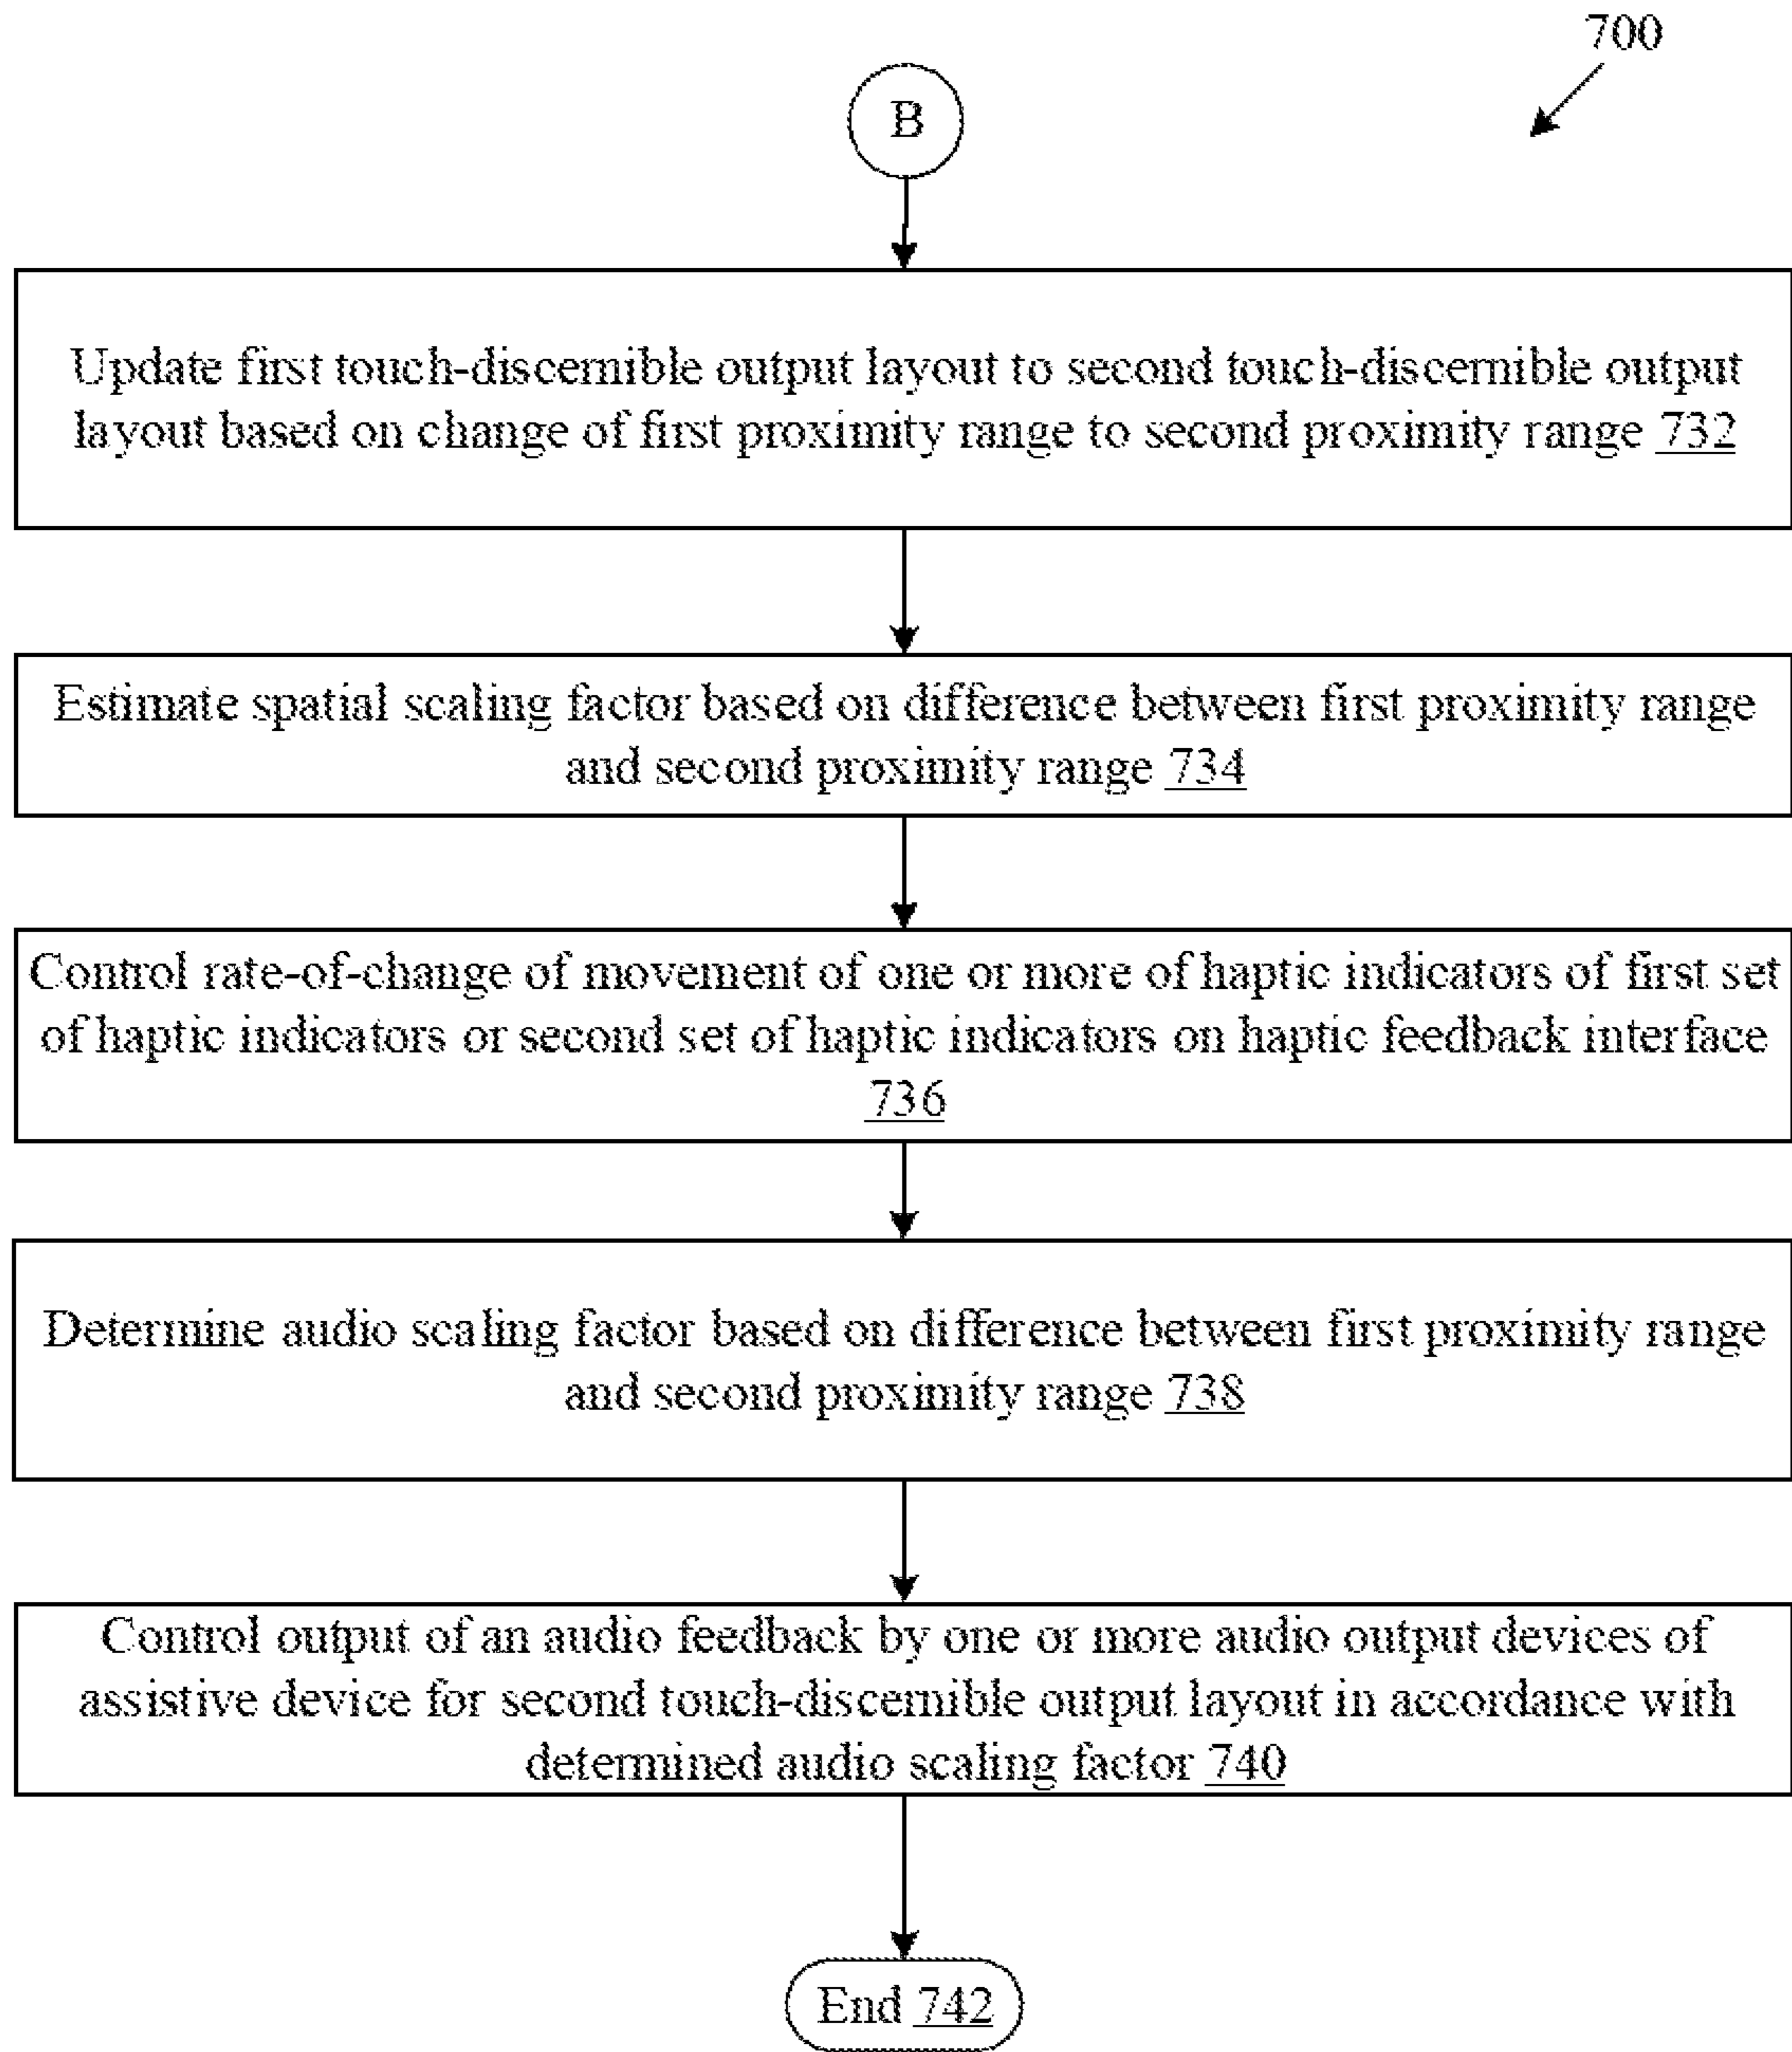 700
B
Update first touch-discernible output layout to second touch-discernible output
layout based on change of first proximity range to second proximity range 732
Estimate spatial scaling factor based on difference between first proximity range
and second proximity range 734
Control rate-of-change of movement of one or more of haptic indicators of first set
of haptic indicators or second set of haptic indicators on haptic feedback interface
736
Determine audio scaling factor based on difference between first proximity range
and second proximity range 738
Control output of an audio feedback by one or more audio output devices of
assistive device for second touch-discernible output layout in accordance with
determined audio scaling factor 740
End 742